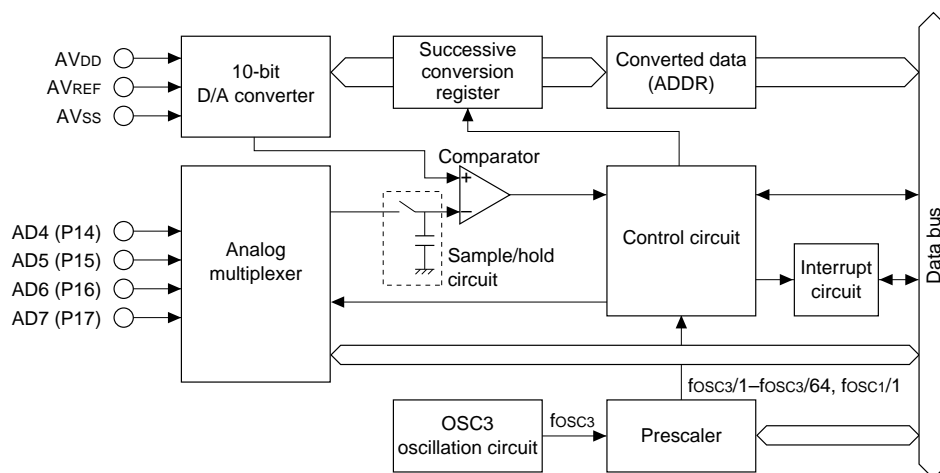 AVDD
AVREF
AVSS
10-bit
D/A converter
Successive
conversion
register
Converted data
(ADDR)
Comparator
+
−
AD4 (P14)
AD5 (P15)
AD6 (P16)
AD7 (P17)
Analog
multiplexer
Sample/hold
circuit
Control circuit
Interrupt
circuit
Data bus
fOSC3/1–fOSC3/64, fOSC1/1
OSC3
oscillation circuit
fOSC3
Prescaler